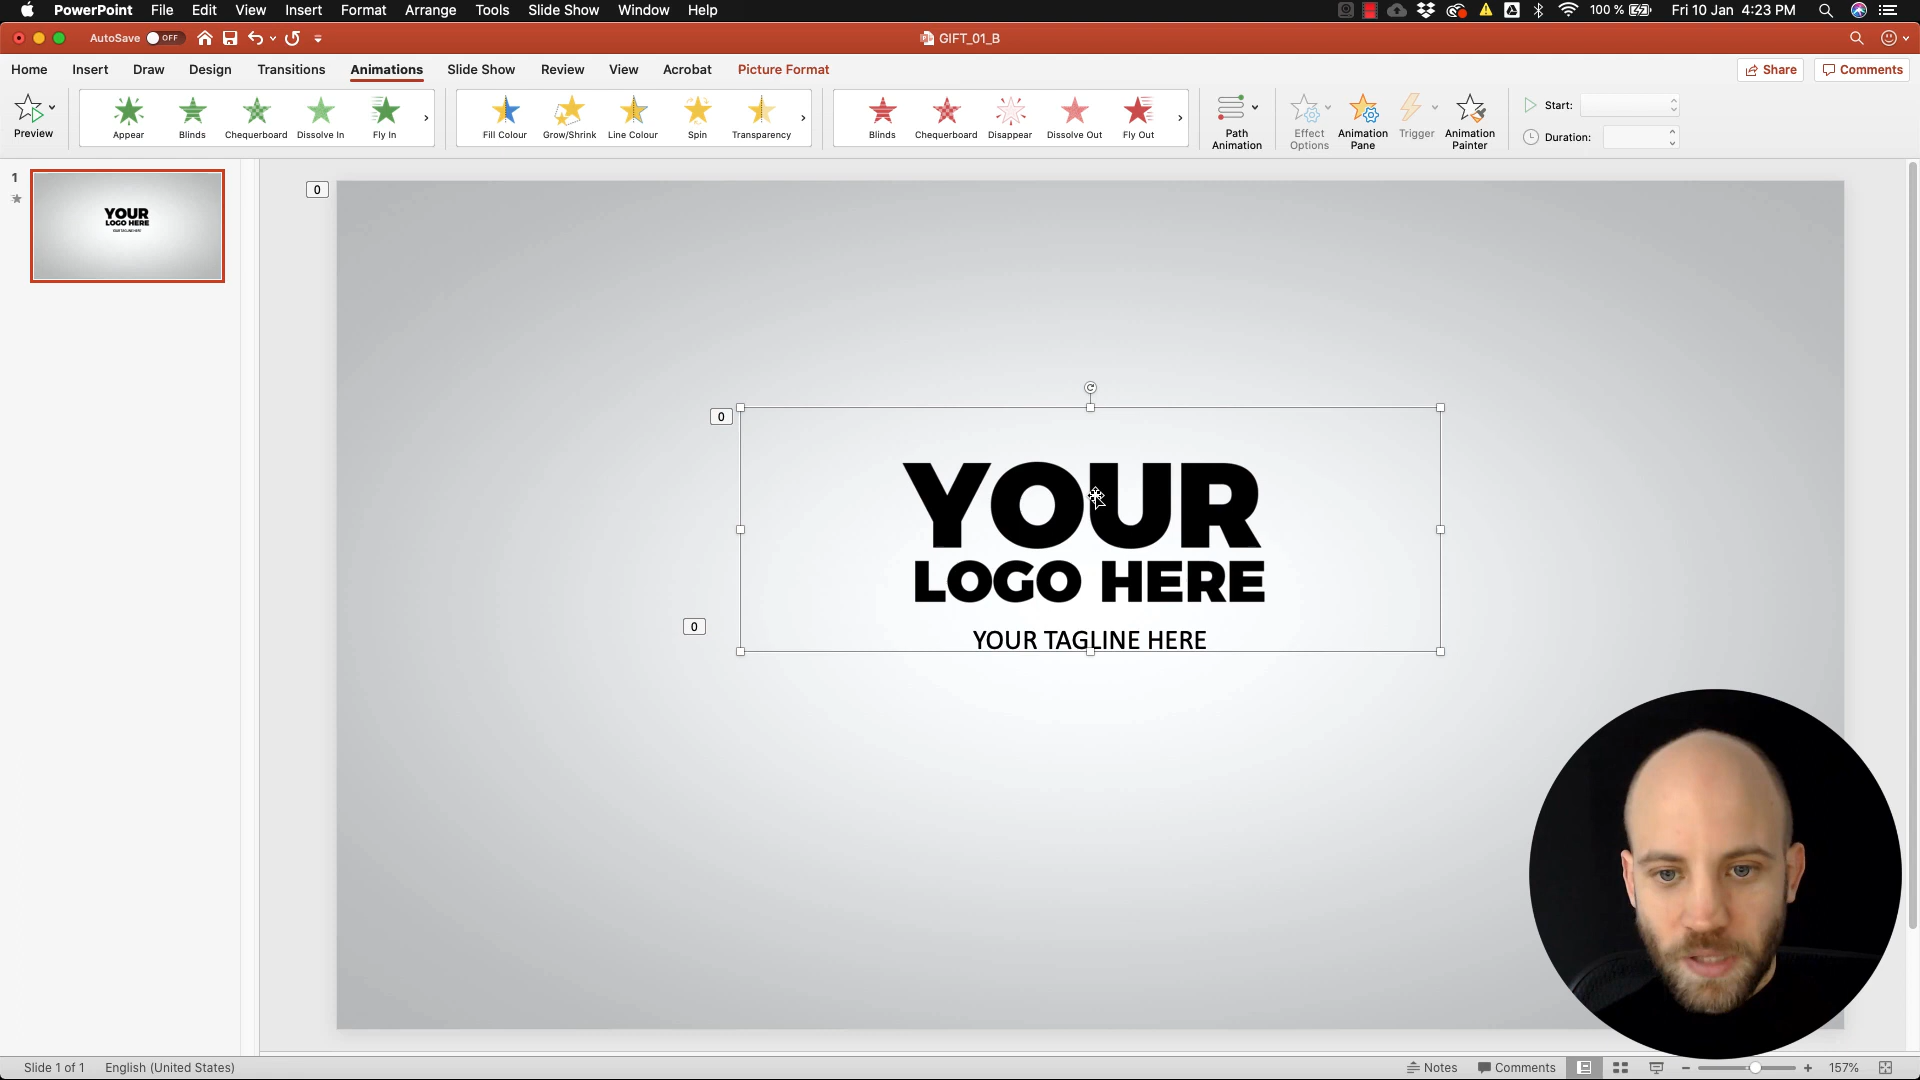 PowerPoint File Edit View Insert Format Arrange Tools Slide Show Window Help 100 % Fri 10 Jan 4:23 PM
AutoSave OFF GIFT_01_B
Home Insert Draw Design Transitions Animations Slide Show Review View Acrobat Picture Format Share Comments
Preview Appear Blinds Chequerboard Dissolve In Fly In Fill Colour Grow/Shrink Line Colour Spin Transparency Blinds Chequerboard Disappear Dissolve Out Fly Out Path Animation Effect Options Animation Pane Trigger Animation Painter Start:
Duration:
1
YOUR
LOGO HERE
YOUR TAGLINE HERE
0
0
YOUR
LOGO HERE
0
YOUR TAGLINE HERE
Slide 1 of 1 English (United States) Notes Comments 157%